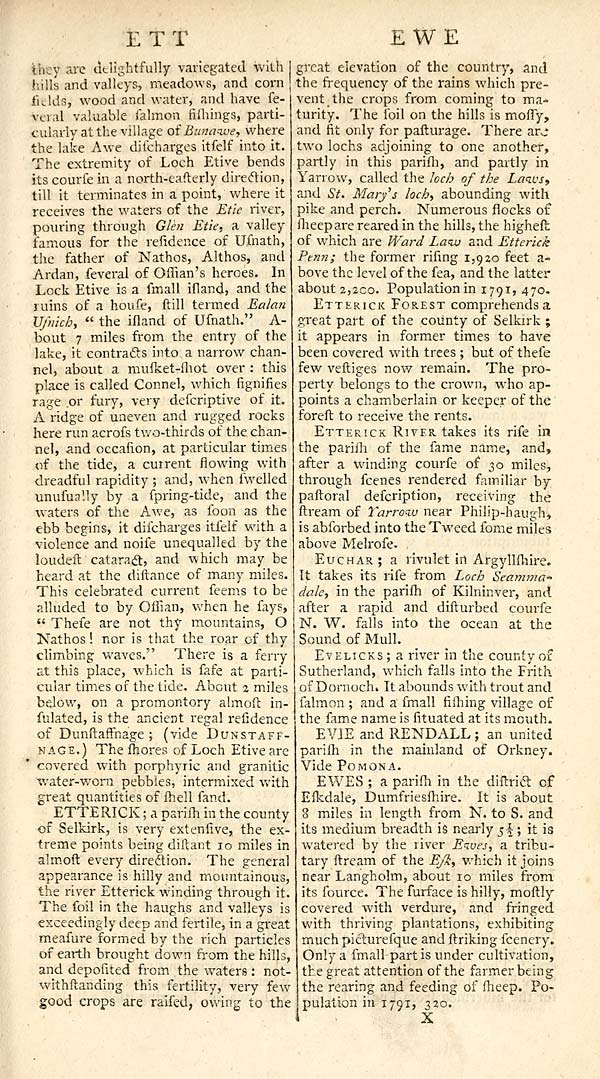 ETT
they are delightfully variegated with
hills and valleys, meadows, and corn
fields, wood and water, and have ſe-
veral valuable ſalmon fiſhings, parti-
cularly at the village of Bunawe, where
the lake Awe diſcharges itſelf into it.
The extremity of Loch Etive bends
its courſe in a north-eaſterly direction,
till it terminates in a point, where it
receives the waters of the Etie river,
pouring through Glen Etie, a valley
famous for the reſidence of Uſnath,
the father of Nathos, Althos, and
Ardan, ſeveral of Oſſian's heroes. In
Lock Etive is a ſmall iſland, and the
ruins of a houſe, ſtill termed Ealan
Uſnich, “ the iſland of Uſnath.” A-
bout 7 miles from the entry of the
lake, it contracts into a narrow chan-
nel, about a muſket-ſhot over : this
place is called Connel, which ſignifies
rage or fury, very deſcriptive of it.
A ridge of uneven and rugged rocks
here run acroſs two-thirds of the chan-
nel, and occaſion, at particular times
of the tide, a current flowing with
dreadful rapidity ; and, when ſwelled
unuſually by a ſpring-tide, and the
waters of the Awe, as ſoon as the
ebb begins, it diſcharges itſelf with a
violence and noiſe unequalled by the
loudeſt cataract, and which may be
heard at the diſtance of many miles.
This celebrated current ſeems to be
alluded to by Oſſian, when he ſays,
“ Theſe are not thy mountains, O
Nathos ! nor is that the roar of thy
climbing waves.” There is a ferry
at this place, which is ſafe at parti-
cular times of the tide. About 2 miles
below, on a promontory almoſt in-
ſulated, is the ancient regal reſidence
of Dunſtaffnage ; (vide DUNSTAFF-
NAGE.) The ſhores of Loch Etive are
covered with porphyric and granitic
water-worn pebbles, intermixed with
great quantities of ſhell ſand.
ETTERICK ; a pariſh in the county
of Selkirk, is very extenſive, the ex-
treme points being diſtant 10 miles in
almoſt every direction. The general
appearance is hilly and mountainous,
the river Etterick winding through it.
The ſoil in the haughs and valleys is
exceedingly deep and fertile, in a great
meaſure formed by the rich particles
of earth brought down from the hills,
and depoſited from the waters : not-
withſtanding this fertility, very few
good crops are raiſed, owing to the
EWE
great elevation of the country, and
the frequency of the rains which pre-
vent the crops from coming to ma-
turity. The ſoil on the hills is moſſy,
and fit only for paſturage. There are
two lochs adjoining to one another,
partly in this pariſh, and partly in
Yarrow, called the loch of the Laws,
and St. Mary's loch, abounding with
pike and perch. Numerous flocks of
ſheep are reared in the hills, the higheſt
of which are Ward Law and Etterick
Penn; the former riſing 1,920 feet a-
bove the level of the ſea, and the latter
about 2,200. Population in 1791, 470.
ETTERICK FOREST comprehends a
great part of the county of Selkirk ;
it appears in former times to have
been covered with trees ; but of theſe
few veſtiges now remain. The pro-
perty belongs to the crown, who ap-
points a chamberlain or keeper of the
foreſt to receive the rents.
ETTERICK RIVER takes its riſe in
the pariſh of the ſame name, and,
after a winding courſe of 30 miles,
through ſcenes rendered familiar by
paſtoral deſcription, receiving the
ſtream of Yarrow near Philip-haugh,
is abſorbed into the Tweed ſome miles
above Melroſe.
EUCHAR ; a rivulet in Argyllſhire.
It takes its riſe from Loch Scamma-
dale, in the pariſh of Kilninver, and
after a rapid and diſturbed courſe
N. W. falls into the ocean at the
Sound of Mull.
EVELICKS ; a river in the county of
Sutherland, which falls into the Frith
of Dornoch. It abounds with trout and
ſalmon ; and a ſmall fiſhing village of
the ſame name is ſituated at its mouth.
EVIE and RENDALL ; an united
pariſh in the mainland of Orkney.
Vide POMONA.
EWES ; a pariſh in the diſtrict of
Eſkdale, Dumfriesſhire. It is about
8 miles in length from N. to S. and
its medium breadth is nearly 5½ ; it is
watered by the river Ewes, a tribu-
tary ſtream of the Eſk, which it joins
near Langholm, about 10 miles from
its ſource. The ſurface is hilly, moſtly
covered with verdure, and fringed
with thriving plantations, exhibiting
much pictureſque and ſtriking ſcenery.
Only a ſmall part is under cultivation,
the great attention of the farmer being
the rearing and feeding of ſheep. Po-
pulation in 1791, 320.
X